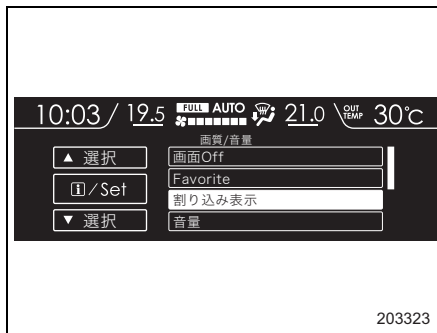 10:03 19.5 FULL AUTO 21.0 OUT TEMP 30℃
画質/音量
▲ 選択
画面Off
i/Set
Favorite
割り込み表示
▼ 選択
音量
203323